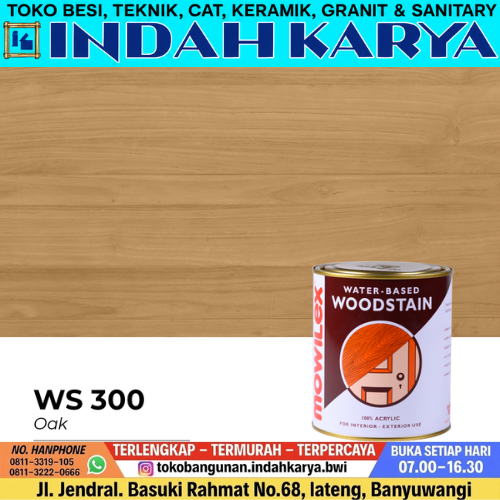 TOKO BESI, TEKNIK, CAT, KERAMIK, GRANIT & SANITARY
INDAH KARYA
WATER-BASED
WOODSTAIN
mowilex
100% ACRYLIC
FOR INTERIOR - EXTERIOR USE
WS 300
Oak
NO. HANPHONE
0811-3319-105
0811-3222-0666
TERLENGKAP – TERMURAH – TERPERCAYA
tokobangunan.indahkarya.bwi
BUKA SETIAP HARI
07.00-16.30
Jl. Jendral. Basuki Rahmat No.68, lateng, Banyuwangi